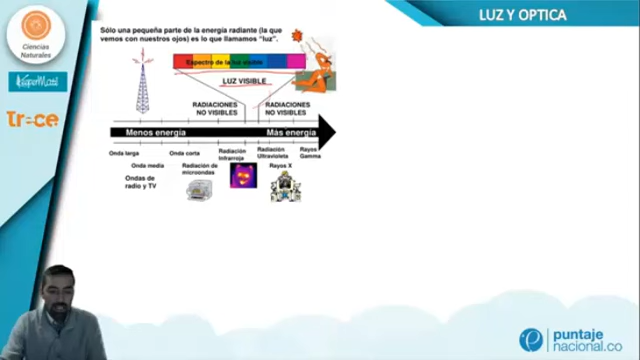 LUZ Y OPTICA
Ciencias
Naturales
Sólo una pequeña parte de la energía radiante (la que
vemos con nuestros ojos) es lo que llamamos "luz".
Espectro de la luz visible
LUZ VISIBLE
RADIACIONES
NO VISIBLES
RADIACIONES
NO VISIBLES
Menos energía
Más energía
Onda larga
Onda media
Onda corta
Radiación
Infrarroja
Radiación
Ultravioleta
Rayos
Gamma
Ondas de
radio y TV
Radiación de
microondas
Rayos X
puntaje
nacional.co